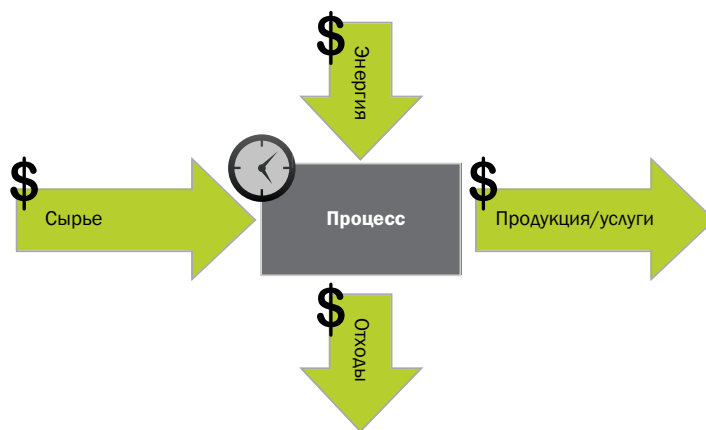 $
Энергия
$
Сырье
Процесс
$
Продукция/услуги
$
Отходы